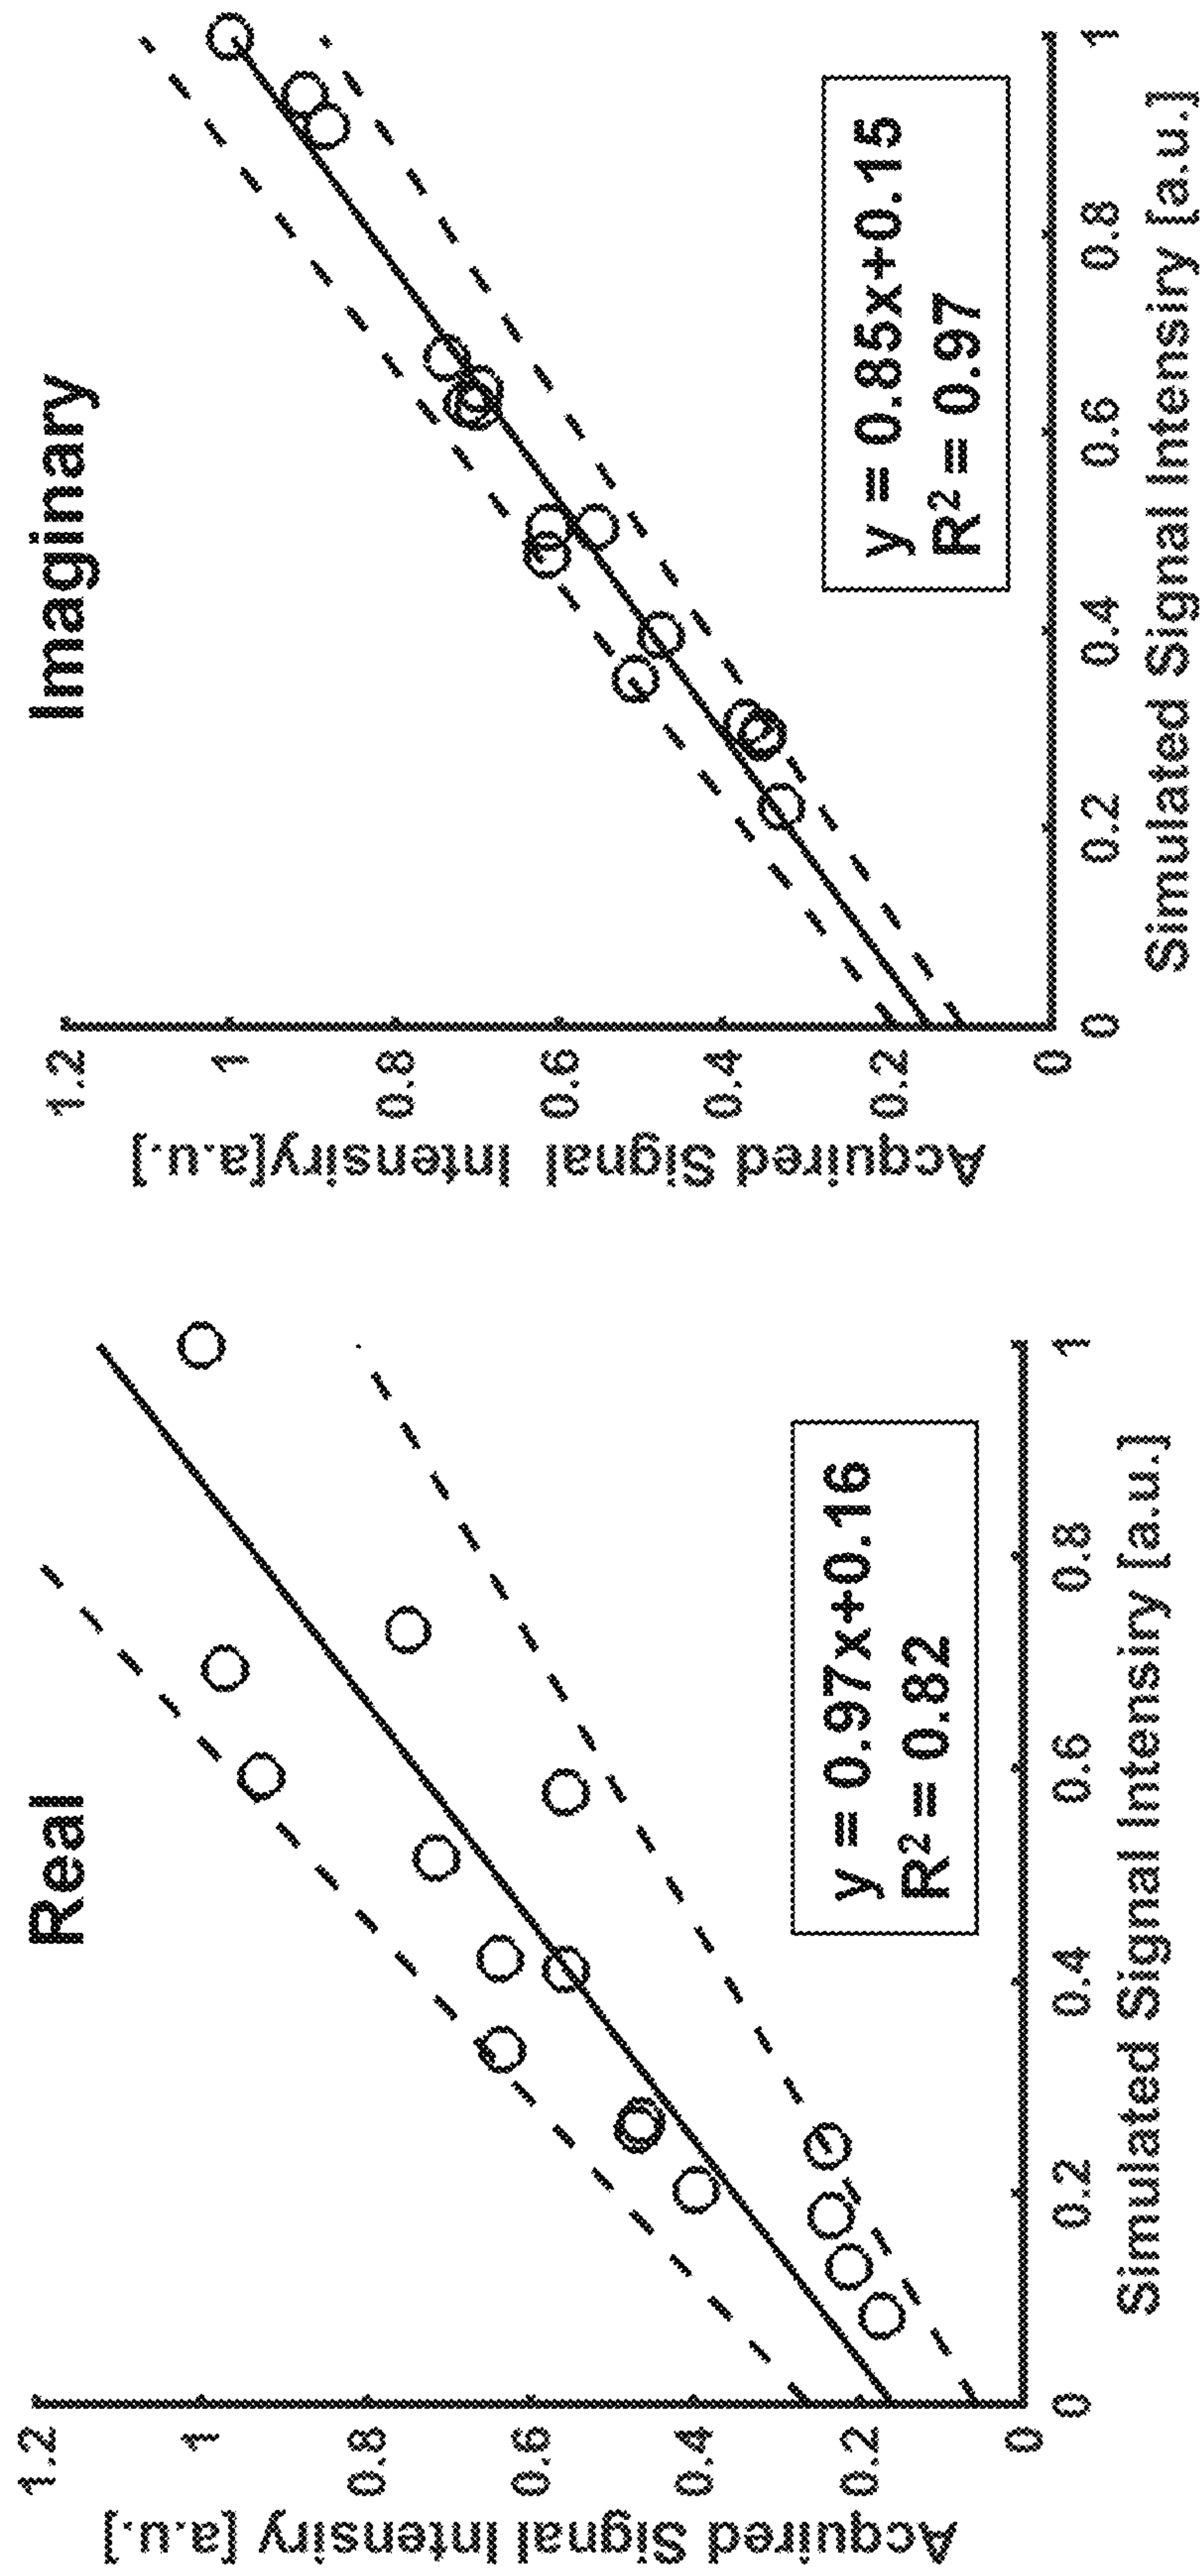 Real
Acquired Signal Intensiry [a.u.]
1.2
1
0.8
0.6
0.4
0.2
0
y = 0.97x+0.16
R² = 0.82
0
0.2
0.4
0.6
0.8
1
Simulated Signal Intensiry [a.u.]
Imaginary
Acquired Signal Intensiry[a.u.]
1.2
1
0.8
0.6
0.4
0.2
0
y = 0.85x+0.15
R² = 0.97
0
0.2
0.4
0.6
0.8
1
Simulated Signal Intensiry [a.u.]